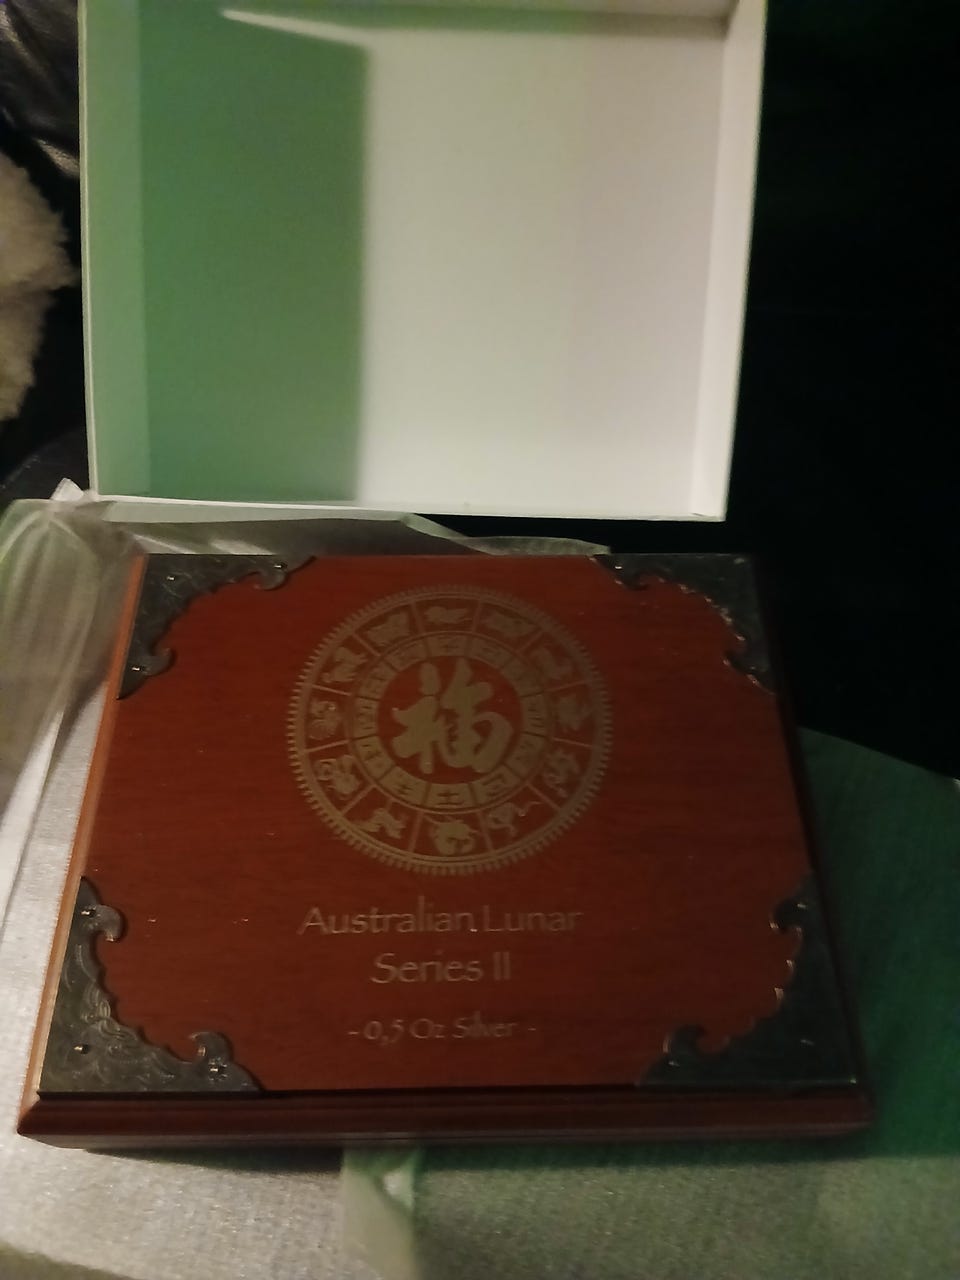 福
Australian Lunar
Series II
- 0,5 Oz Silver -